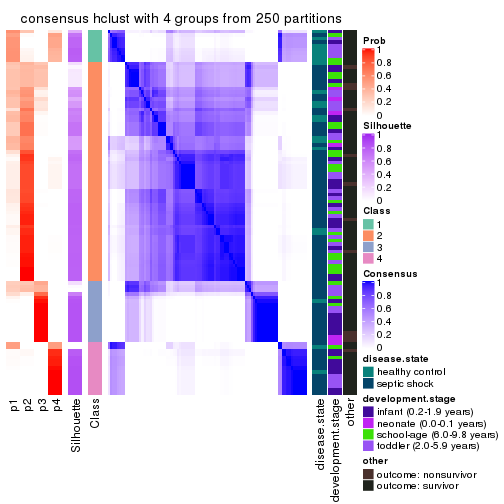 consensus hclust with 4 groups from 250 partitions
Prob
1
0.8
0.6
0.4
0.2
0
Silhouette
1
0.8
0.6
0.4
0.2
0
Class
1
2
3
4
Consensus
1
0.8
0.6
0.4
0.2
0
disease.state
healthy control
septic shock
development.stage
infant (0.2-1.9 years)
neonate (0.0-0.1 years)
school-age (6.0-9.8 years)
toddler (2.0-5.9 years)
other
outcome: nonsurvivor
outcome: survivor
p1
p2
p3
p4
Silhouette
Class
disease.state
development.stage
other